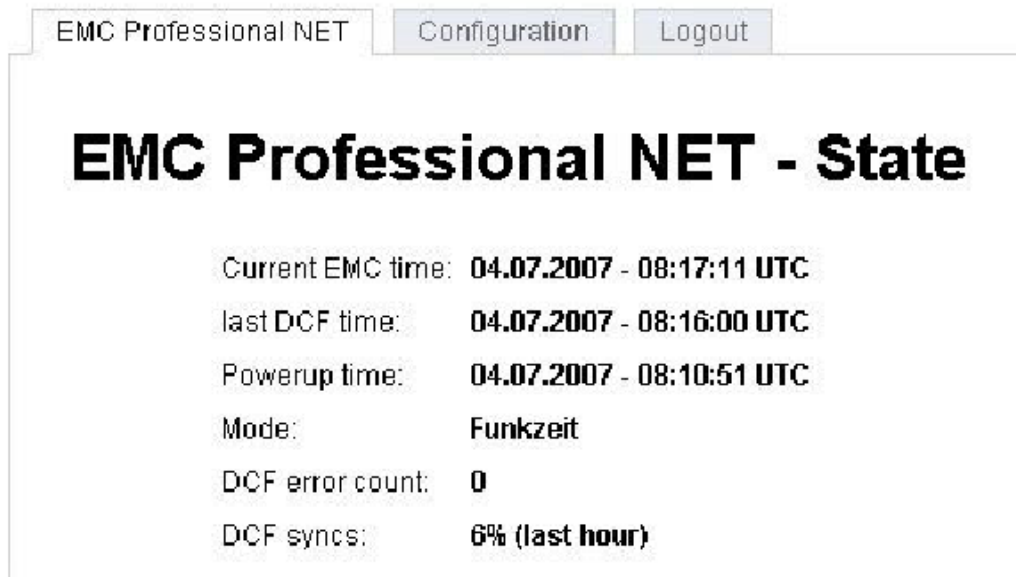 EMC Professional NET Configuration Logout
EMC Professional NET - State
Current EMC time: 04.07.2007 - 08:17:11 UTC
last DCF time: 04.07.2007 - 08:16:00 UTC
Powerup time: 04.07.2007 - 08:10:51 UTC
Mode: Funkzeit
DCF error count: 0
DCF syncs: 6% (last hour)